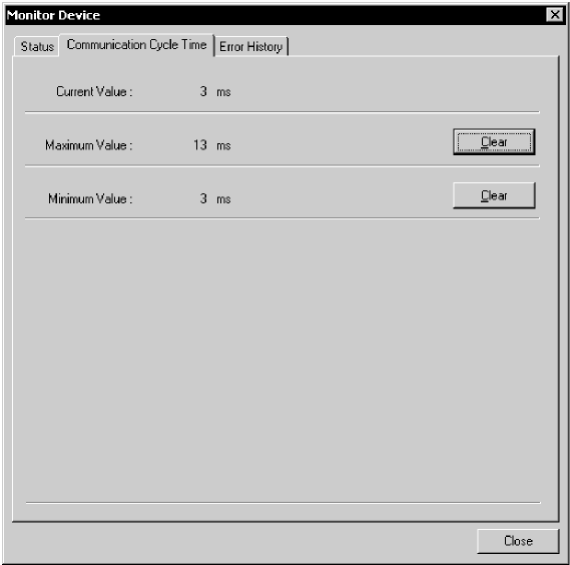 Monitor Device
Status Communication Cycle Time Error History
Current Value : 3 ms
Maximum Value : 13 ms Clear
Minimum Value : 3 ms Clear
Close